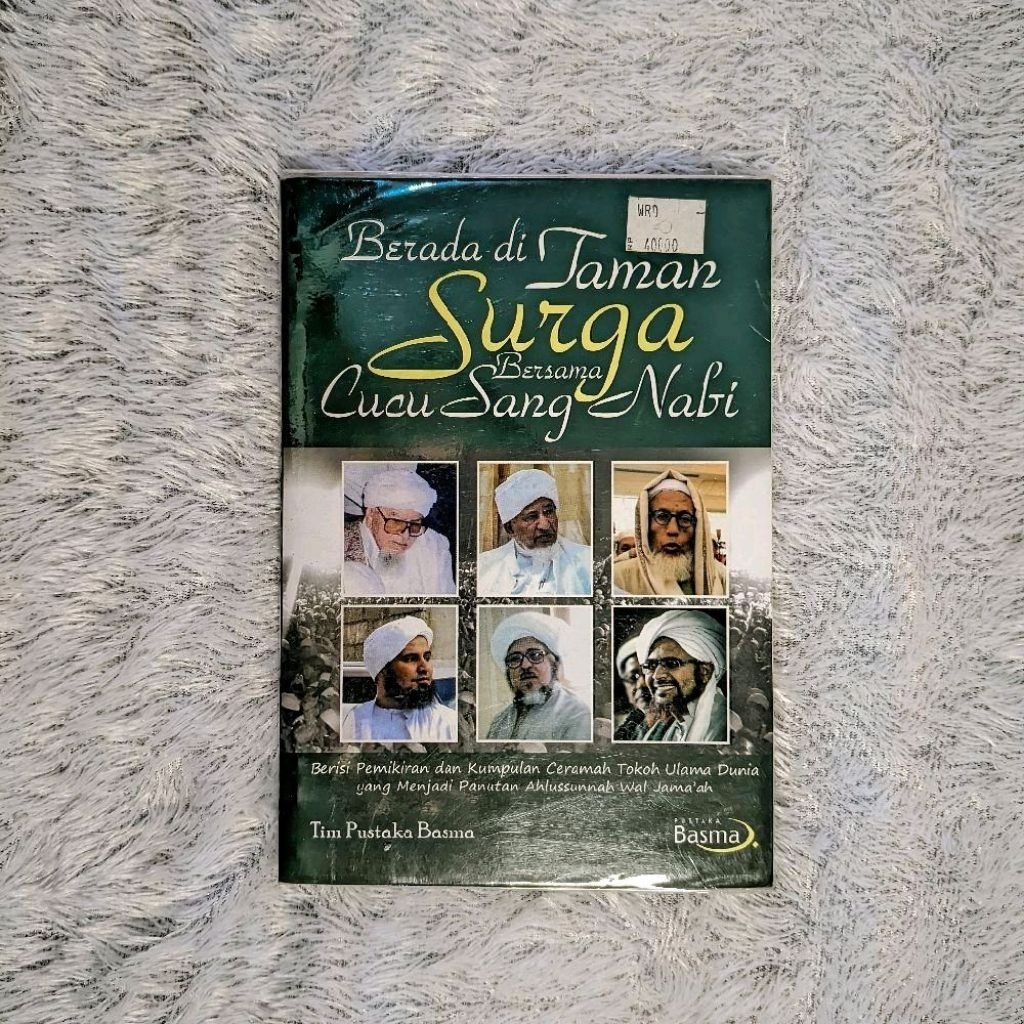 WRD
RP 40000
Berada di Taman
Surga
Bersama
Cucu Sang Nabi
Berisi Pemikiran dan Kumpulan Ceramah Tokoh Ulama Dunia
yang Menjadi Panutan Ahlussunnah Wal Jama'ah
Tim Pustaka Basma
PUSTAKA
Basma